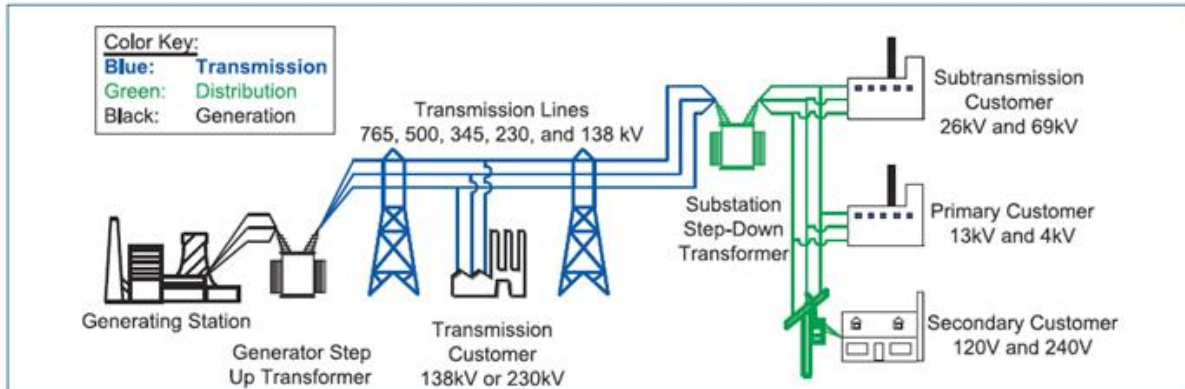 Color Key:
Blue: Transmission
Green: Distribution
Black: Generation
Transmission Lines
765, 500, 345, 230, and 138 kV
Subtransmission
Customer
26kV and 69kV
Substation
Step-Down
Transformer
Primary Customer
13kV and 4kV
Generating Station
Generator Step
Up Transformer
Transmission
Customer
138kV or 230kV
Secondary Customer
120V and 240V